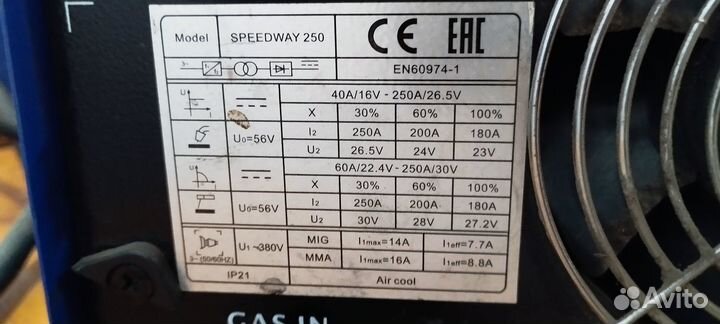 Model SPEEDWAY 250 CE EAC
3~ f1 f2 EN60974-1
U 40A/16V - 250A/26.5V
X 30% 60% 100%
I U0=56V I2 250A 200A 180A
U2 26.5V 24V 23V
U 60A/22.4V - 250A/30V
X 30% 60% 100%
I U0=56V I2 250A 200A 180A
U2 30V 28V 27.2V
U1 ~380V MIG I1max=14A I1eff=7.7A
3~(50/60HZ) MMA I1max=16A I1eff=8.8A
IP21 Air cool
GAS IN
Avito